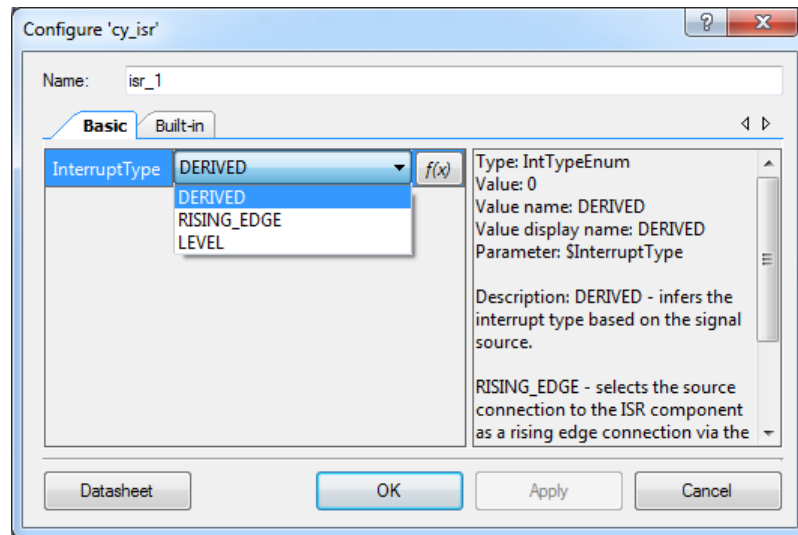 Configure 'cy_isr'
?
Name: isr_1
Basic Built-in
InterruptType DERIVED f(x)
DERIVED
RISING_EDGE
LEVEL
Type: IntTypeEnum
Value: 0
Value name: DERIVED
Value display name: DERIVED
Parameter: $InterruptType
Description: DERIVED - infers the
interrupt type based on the signal
source.
RISING_EDGE - selects the source
connection to the ISR component
as a rising edge connection via the
Datasheet OK Apply Cancel